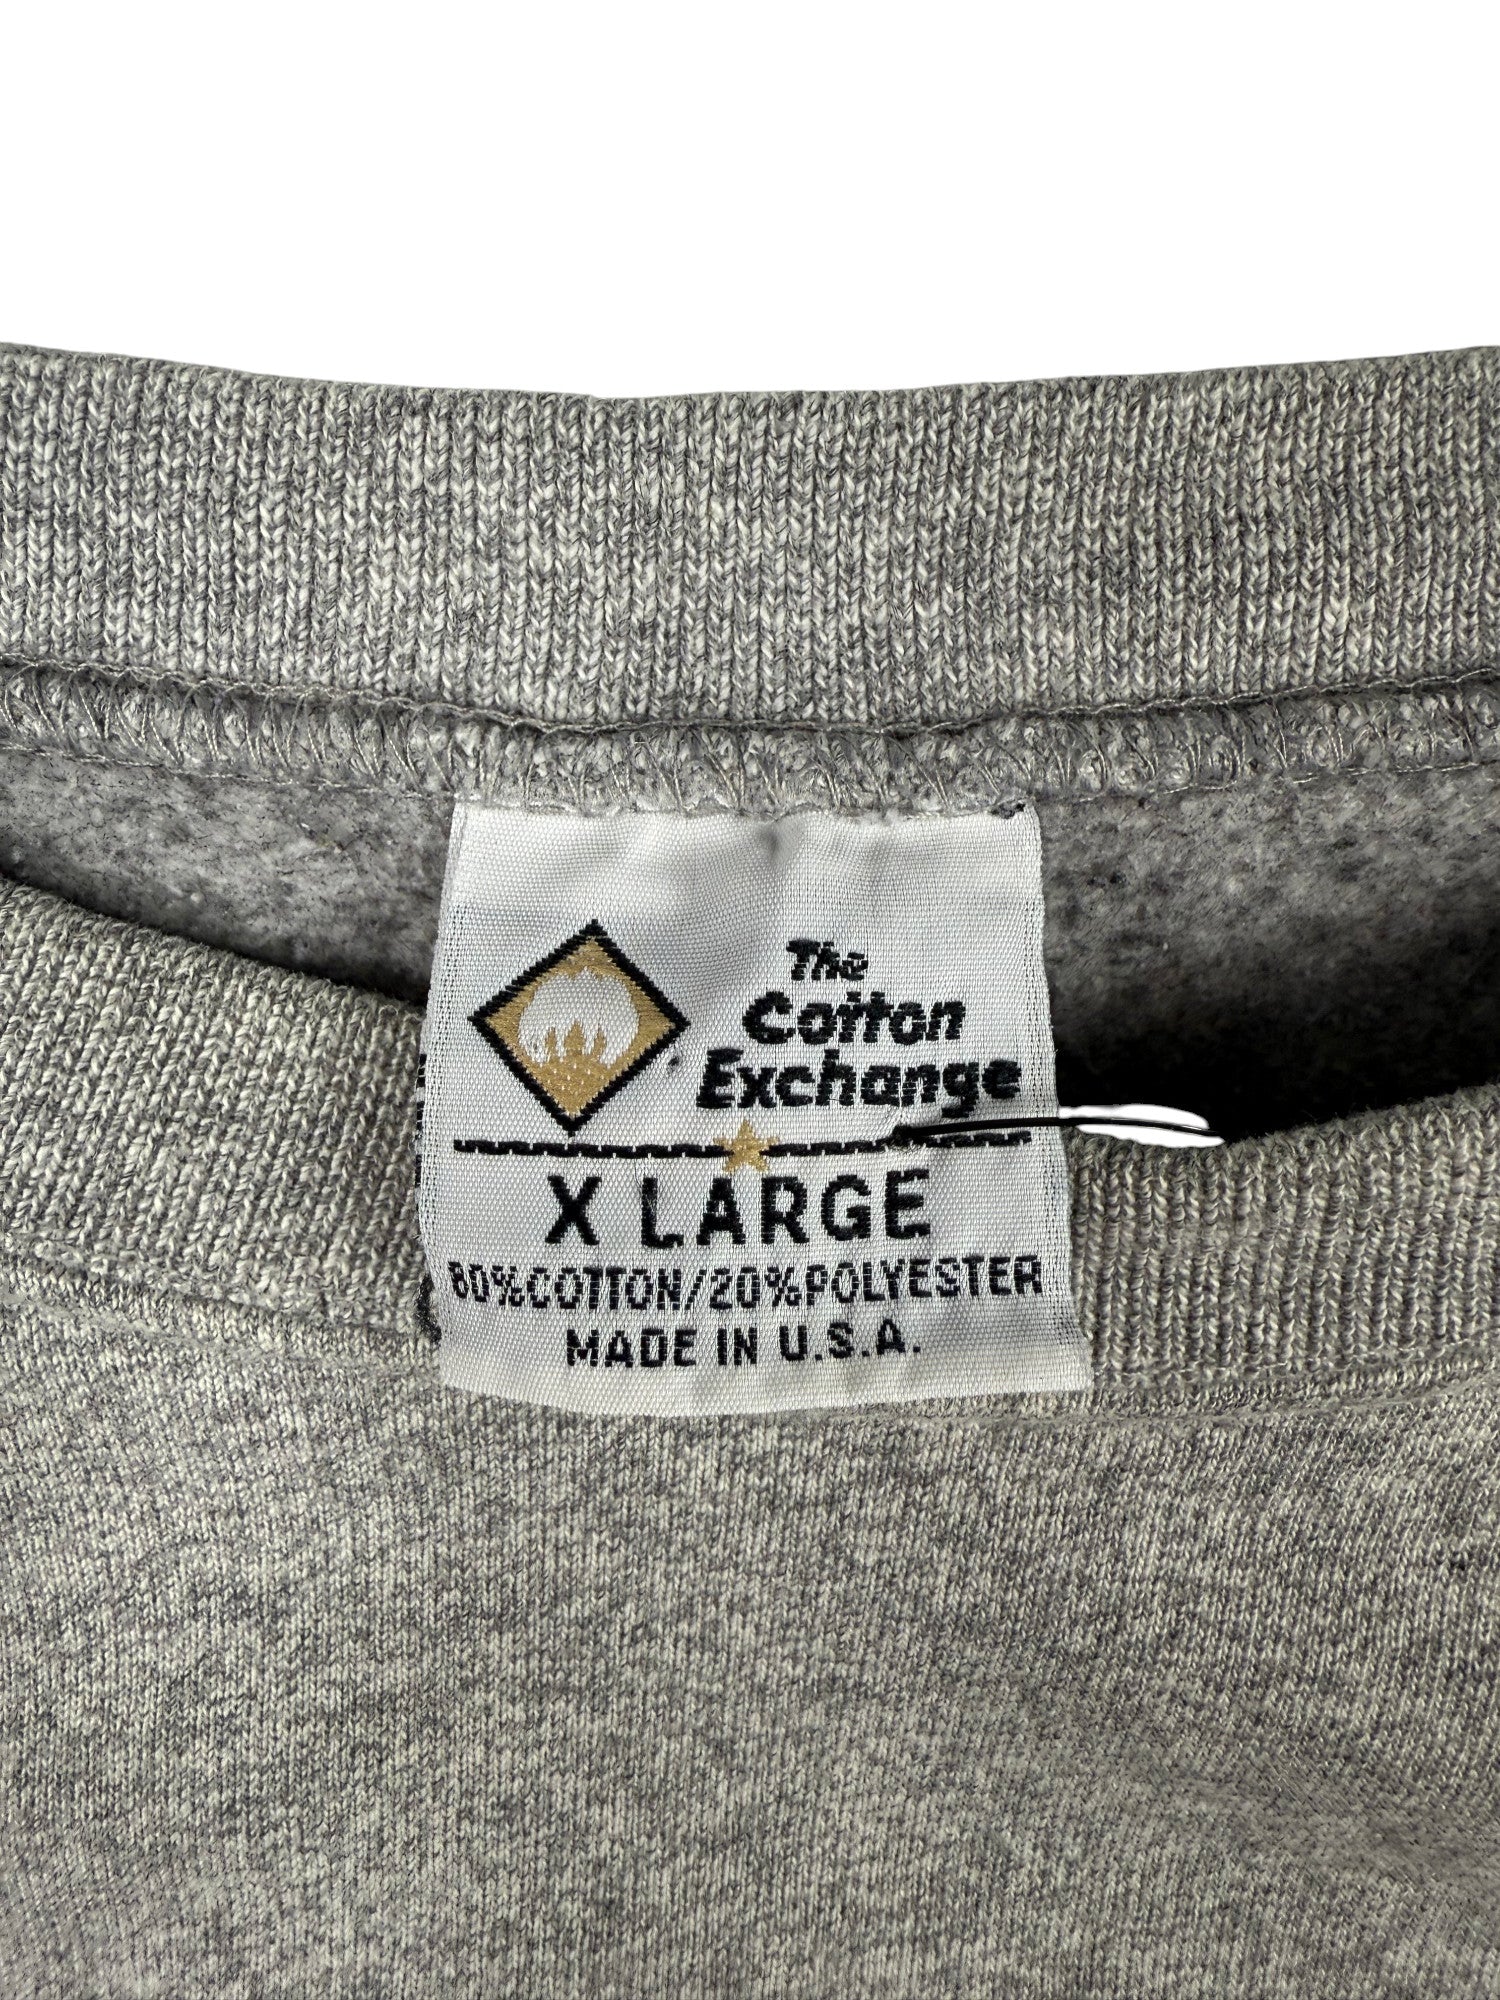 The
Cotton
Exchange
X LARGE
80% COTTON/20% POLYESTER
MADE IN U.S.A.